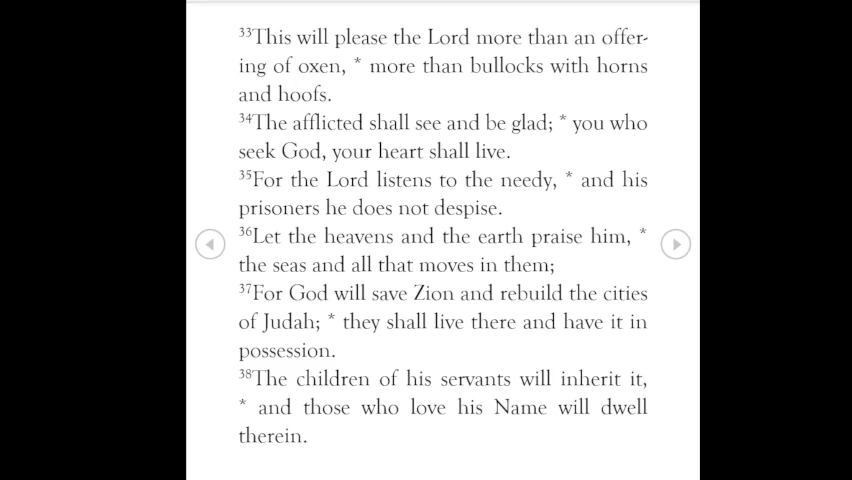 ³³This will please the Lord more than an offer-
ing of oxen, * more than bullocks with horns
and hoofs.
³⁴The afflicted shall see and be glad; * you who
seek God, your heart shall live.
³⁵For the Lord listens to the needy, * and his
prisoners he does not despise.
³⁶Let the heavens and the earth praise him, *
the seas and all that moves in them;
³⁷For God will save Zion and rebuild the cities
of Judah; * they shall live there and have it in
possession.
³⁸The children of his servants will inherit it,
* and those who love his Name will dwell
therein.